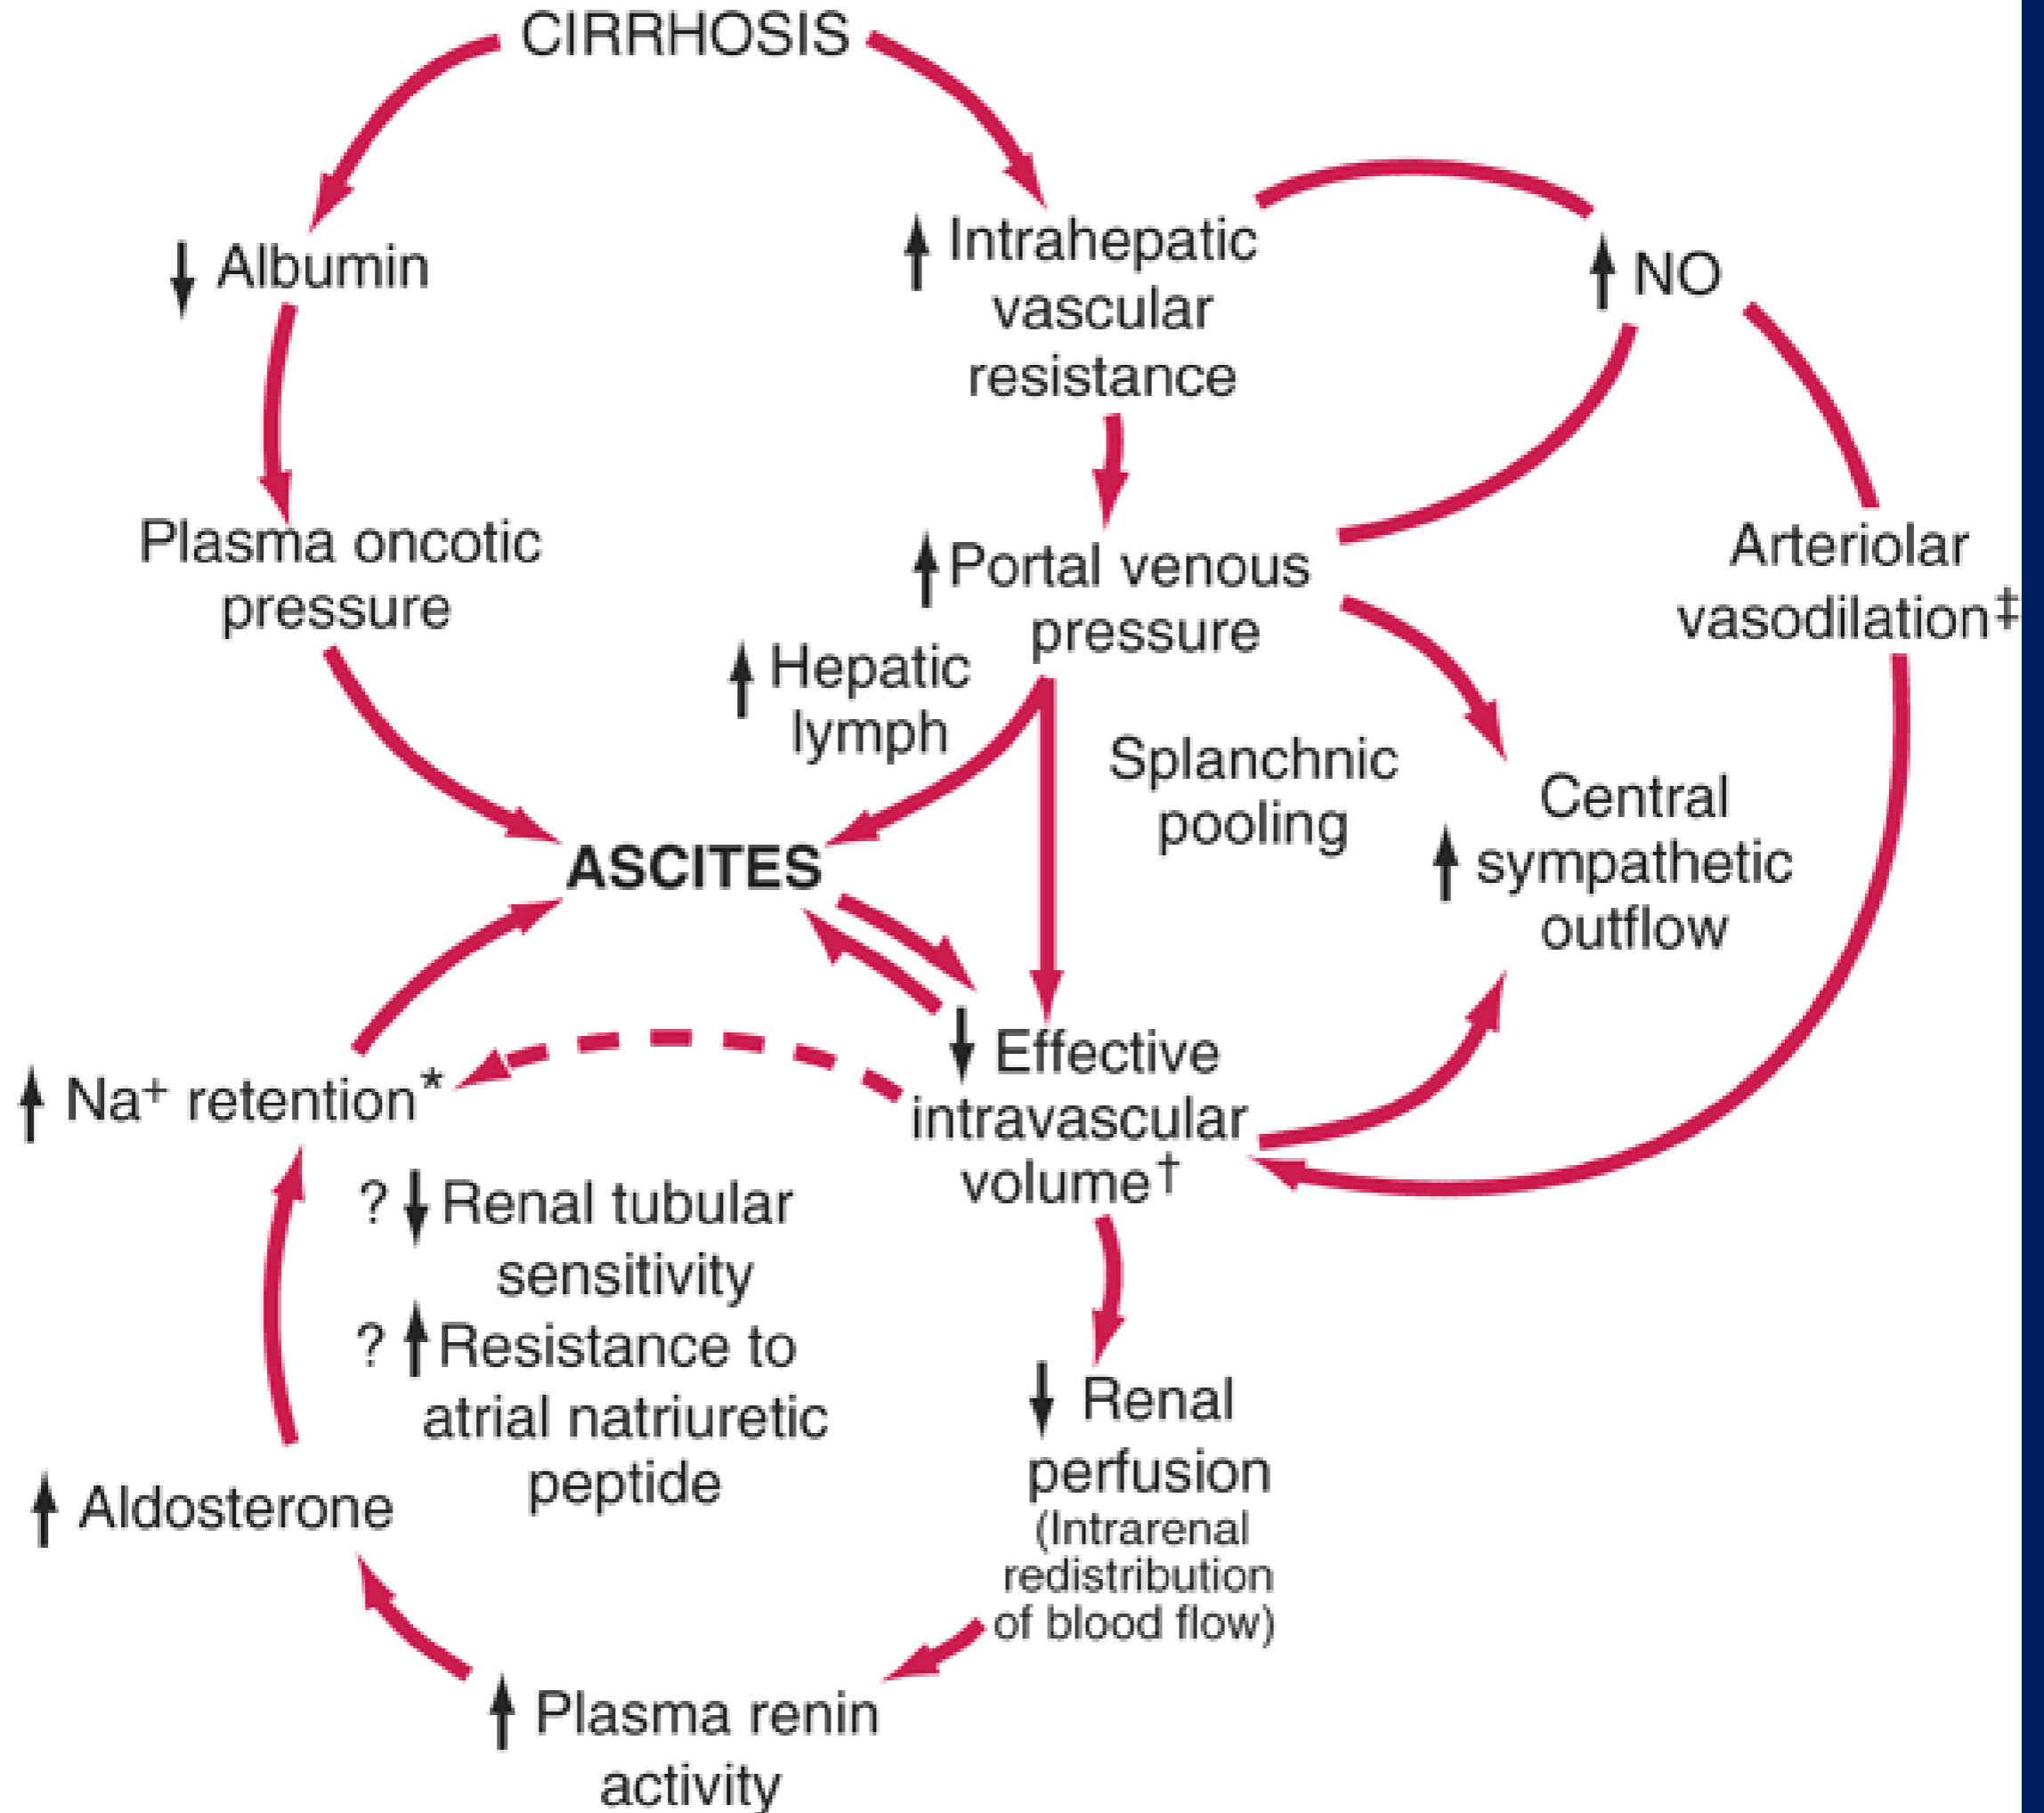 CIRRHOSIS
↓ Albumin
↑ Intrahepatic
vascular
resistance
↑ NO
Plasma oncotic
pressure
↑ Portal venous
pressure
Arteriolar
vasodilation‡
↑ Hepatic
lymph
Splanchnic
pooling
Central
↑ sympathetic
outflow
ASCITES
↑ Na⁺ retention*
↓ Effective
intravascular
volume†
? ↓ Renal tubular
sensitivity
? ↑ Resistance to
atrial natriuretic
peptide
↓ Renal
perfusion
(Intrarenal
redistribution
of blood flow)
↑ Aldosterone
↑ Plasma renin
activity